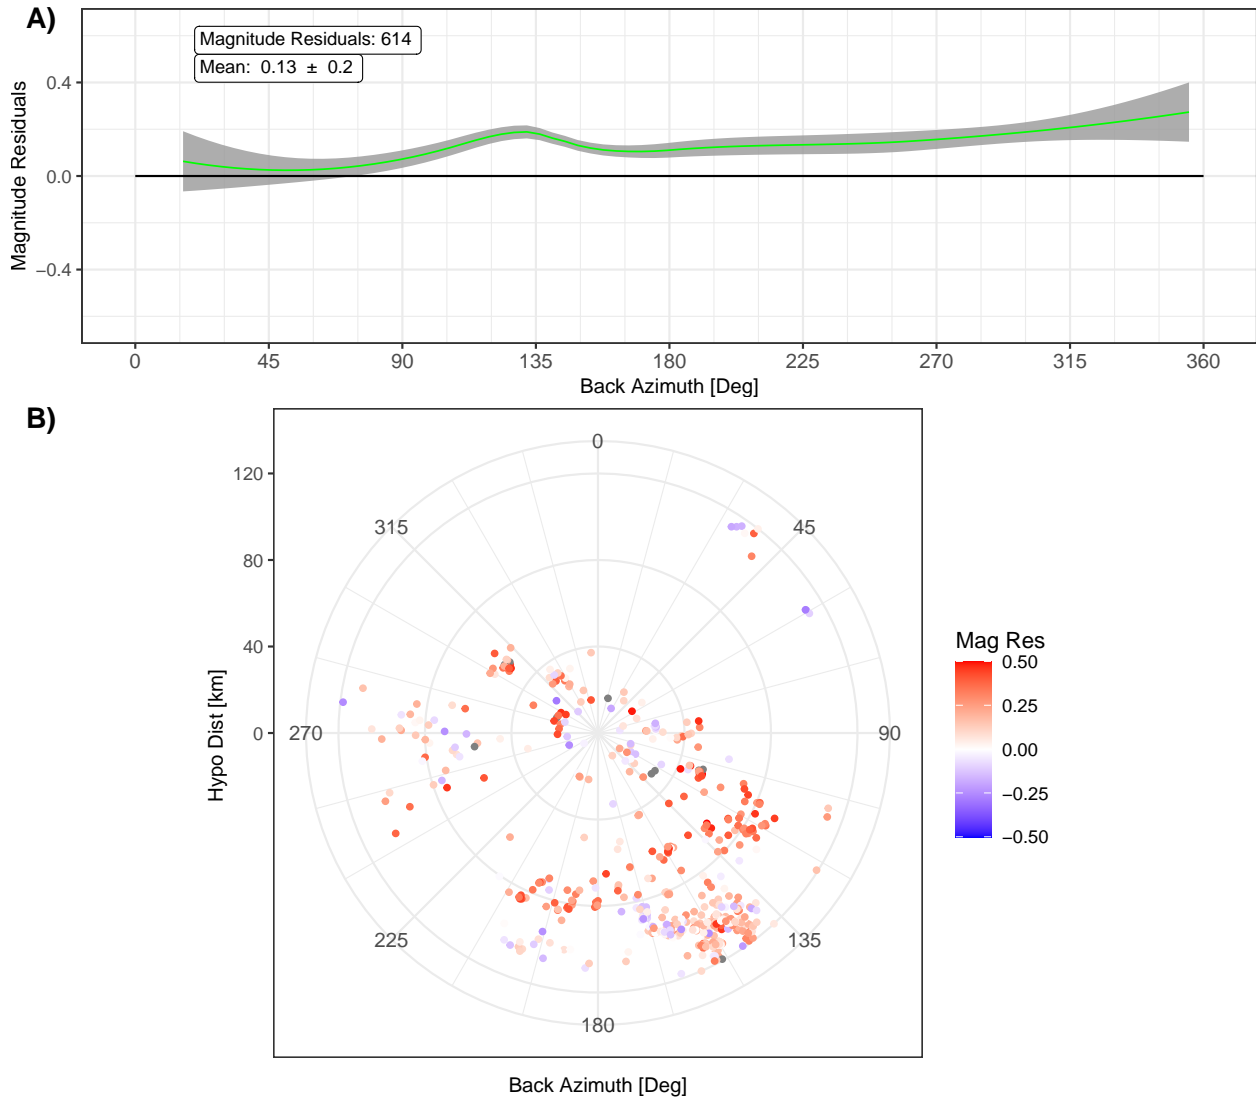 A)
Magnitude Residuals: 614
Mean:  0.13  ±  0.2
Magnitude Residuals
0.4
0.0
−0.4
0 45 90 135 180 225 270 315 360
Back Azimuth [Deg]
B)
Hypo Dist [km]
120
80
40
0
0
45
90
135
180
225
270
315
Back Azimuth [Deg]
Mag Res
0.50
0.25
0.00
−0.25
−0.50